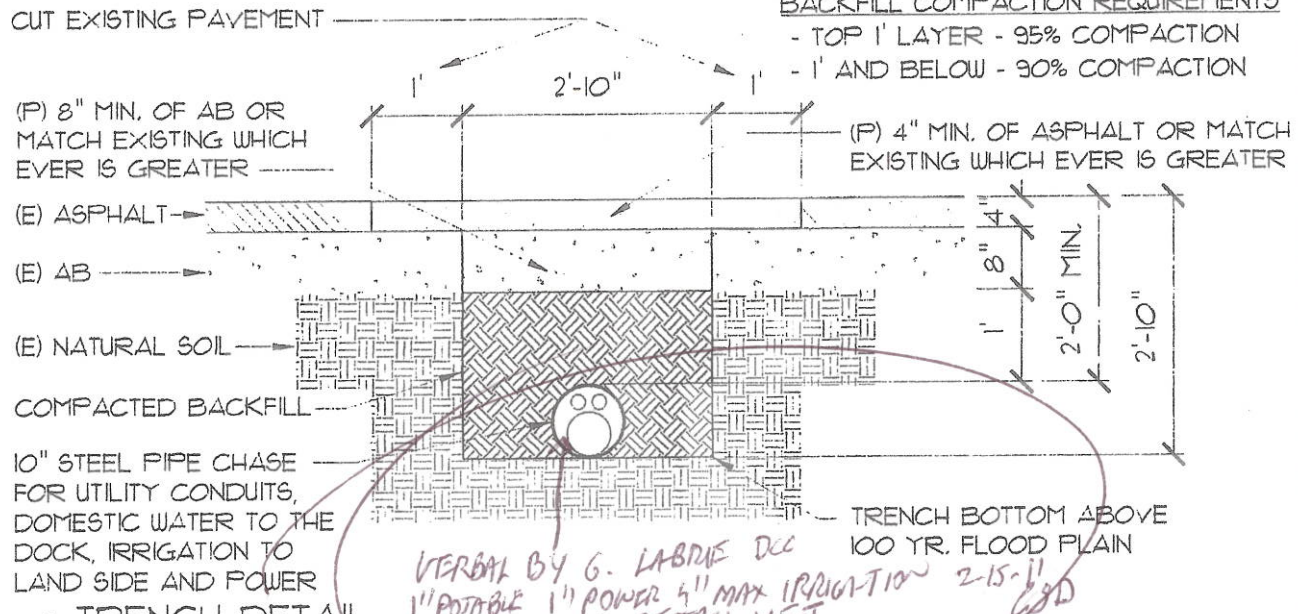 CUT EXISTING PAVEMENT
BACKFILL COMPACTION REQUIREMENTS
- TOP 1' LAYER - 95% COMPACTION
- 1' AND BELOW - 90% COMPACTION
1'
2'-10"
1'
(P) 8" MIN. OF AB OR
MATCH EXISTING WHICH
EVER IS GREATER
(P) 4" MIN. OF ASPHALT OR MATCH
EXISTING WHICH EVER IS GREATER
(E) ASPHALT
4"
(E) AB
8"
2'-0" MIN.
2'-10"
1'
(E) NATURAL SOIL
COMPACTED BACKFILL
10" STEEL PIPE CHASE
FOR UTILITY CONDUITS,
DOMESTIC WATER TO THE
DOCK, IRRIGATION TO
LAND SIDE AND POWER
TRENCH BOTTOM ABOVE
100 YR. FLOOD PLAIN
VERBAL BY G. LABRIE DCC
1" POTABLE 1" POWER 4" MAX IRRIGATION 2-15-11
TRENCH DETAIL